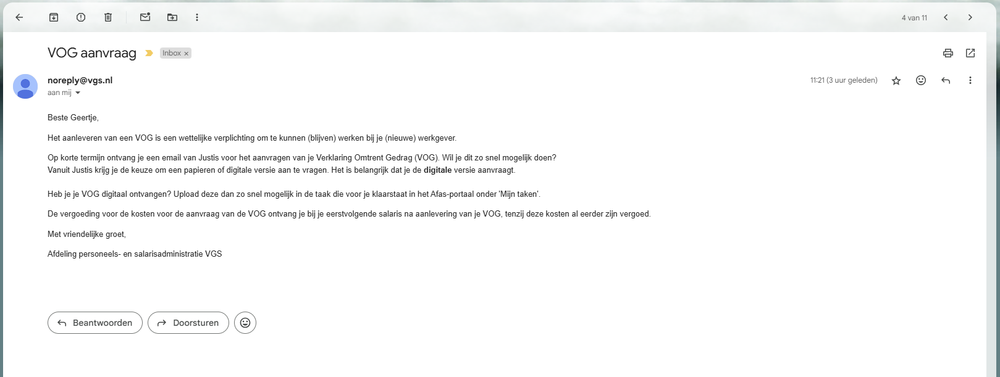 4 van 11
VOG aanvraag
Inbox ×
noreply@vgs.nl
11:21 (3 uur geleden)
aan mij
Beste Geertje,
Het aanleveren van een VOG is een wettelijke verplichting om te kunnen (blijven) werken bij je (nieuwe) werkgever.
Op korte termijn ontvang je een email van Justis voor het aanvragen van je Verklaring Omtrent Gedrag (VOG). Wil je dit zo snel mogelijk doen?
Vanuit Justis krijg je de keuze om een papieren of digitale versie aan te vragen. Het is belangrijk dat je de digitale versie aanvraagt.
Heb je je VOG digitaal ontvangen? Upload deze dan zo snel mogelijk in de taak die voor je klaarstaat in het Afas-portaal onder 'Mijn taken'.
De vergoeding voor de kosten voor de aanvraag van de VOG ontvang je bij je eerstvolgende salaris na aanlevering van je VOG, tenzij deze kosten al eerder zijn vergoed.
Met vriendelijke groet,
Afdeling personeels- en salarisadministratie VGS
Beantwoorden
Doorsturen